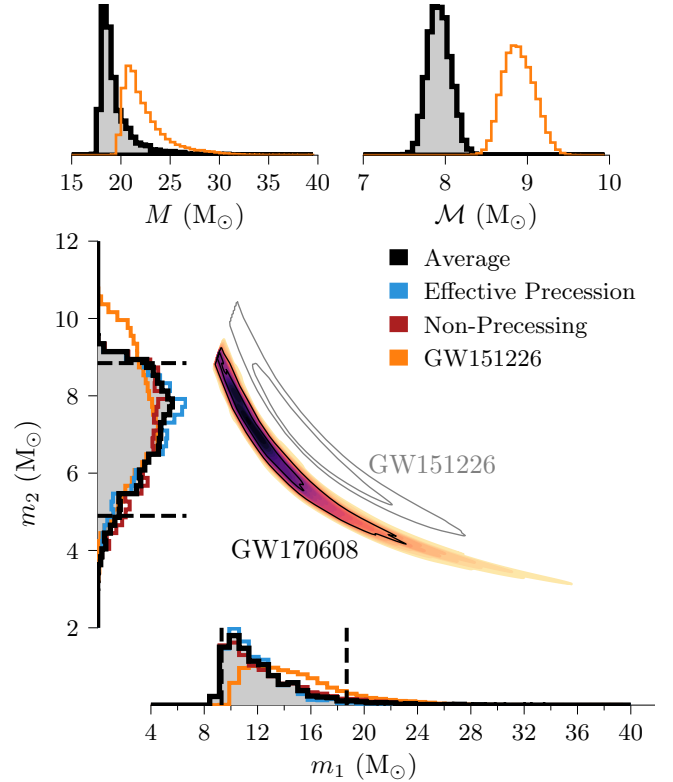 15 20 25 30 35 40
M (M⊙)
7 8 9 10
ℳ (M⊙)
12
10
8
6
4
2
m₂ (M⊙)
Average
Effective Precession
Non-Precessing
GW151226
GW151226
GW170608
4 8 12 16 20 24 28 32 36 40
m₁ (M⊙)